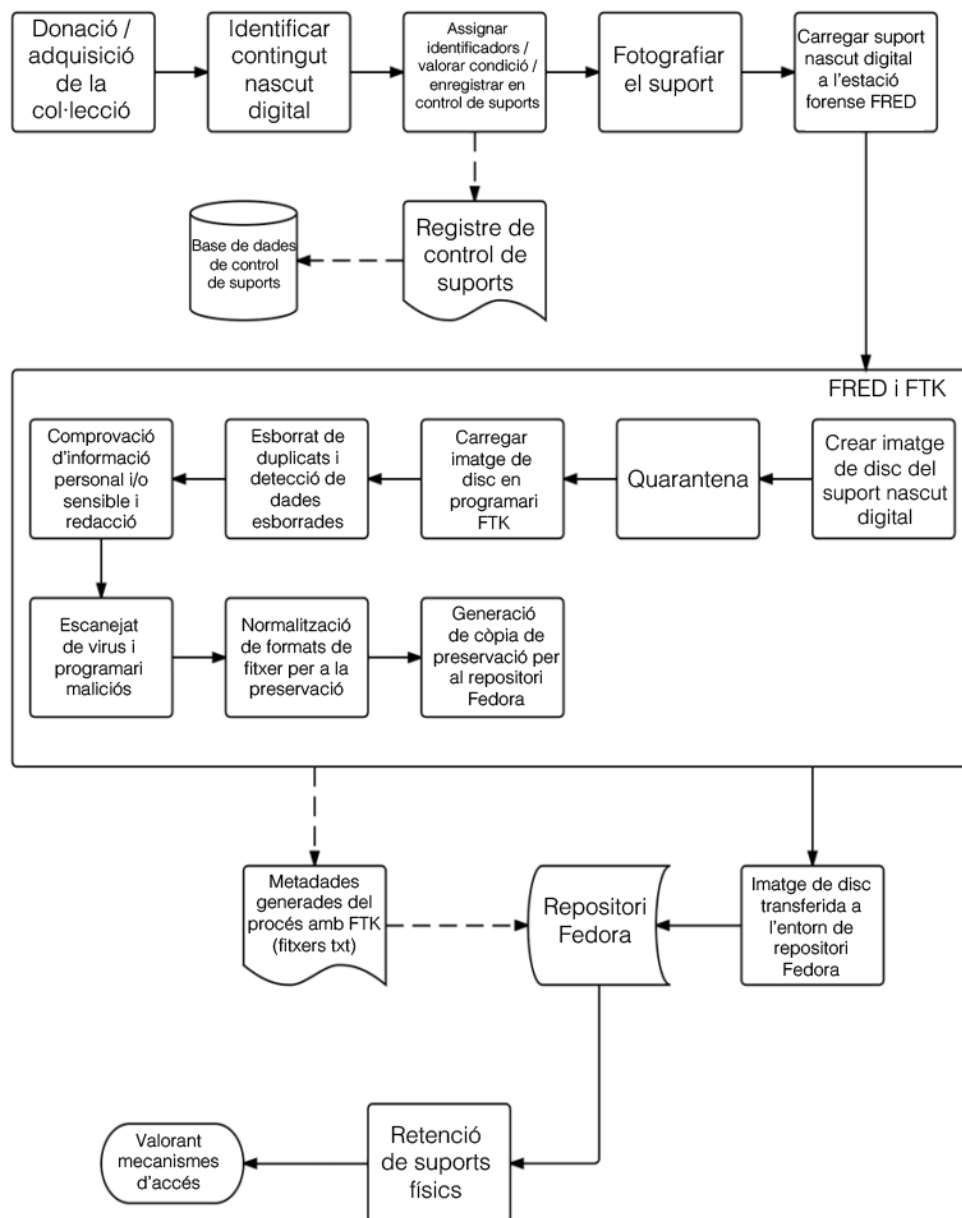 Donació /
adquisició
de la
col·lecció
Identificar
contingut
nascut
digital
Assignar
identificadors /
valorar condició /
enregistrar en
control de suports
Fotografiar
el suport
Carregar suport
nascut digital
a l'estació
forense FRED
Base de dades
de control
de suports
Registre de
control de
suports
FRED i FTK
Comprovació
d'informació
personal i/o
sensible i
redacció
Esborrat de
duplicats i
detecció de
dades
esborrades
Carregar
imatge de
disc en
programari
FTK
Quarantena
Crear imatge
de disc del
suport nascut
digital
Escanejat
de virus i
programari
maliciós
Normalització
de formats de
fitxer per a la
preservació
Generació
de còpia de
preservació per
al repositori
Fedora
Metadades
generades del
procés amb FTK
(fitxers txt)
Repositori
Fedora
Imatge de disc
transferida a
l'entorn de
repositori
Fedora
Valorant
mecanismes
d'accés
Retenció
de suports
físics